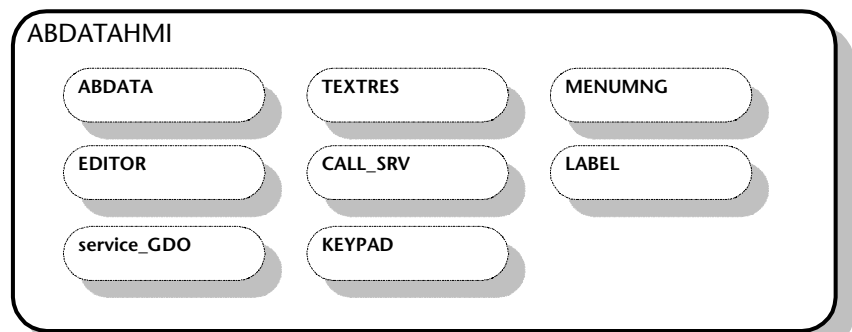 ABDATAHMI
ABDATA TEXTRES MENUMNG
EDITOR CALL_SRV LABEL
service_GDO KEYPAD